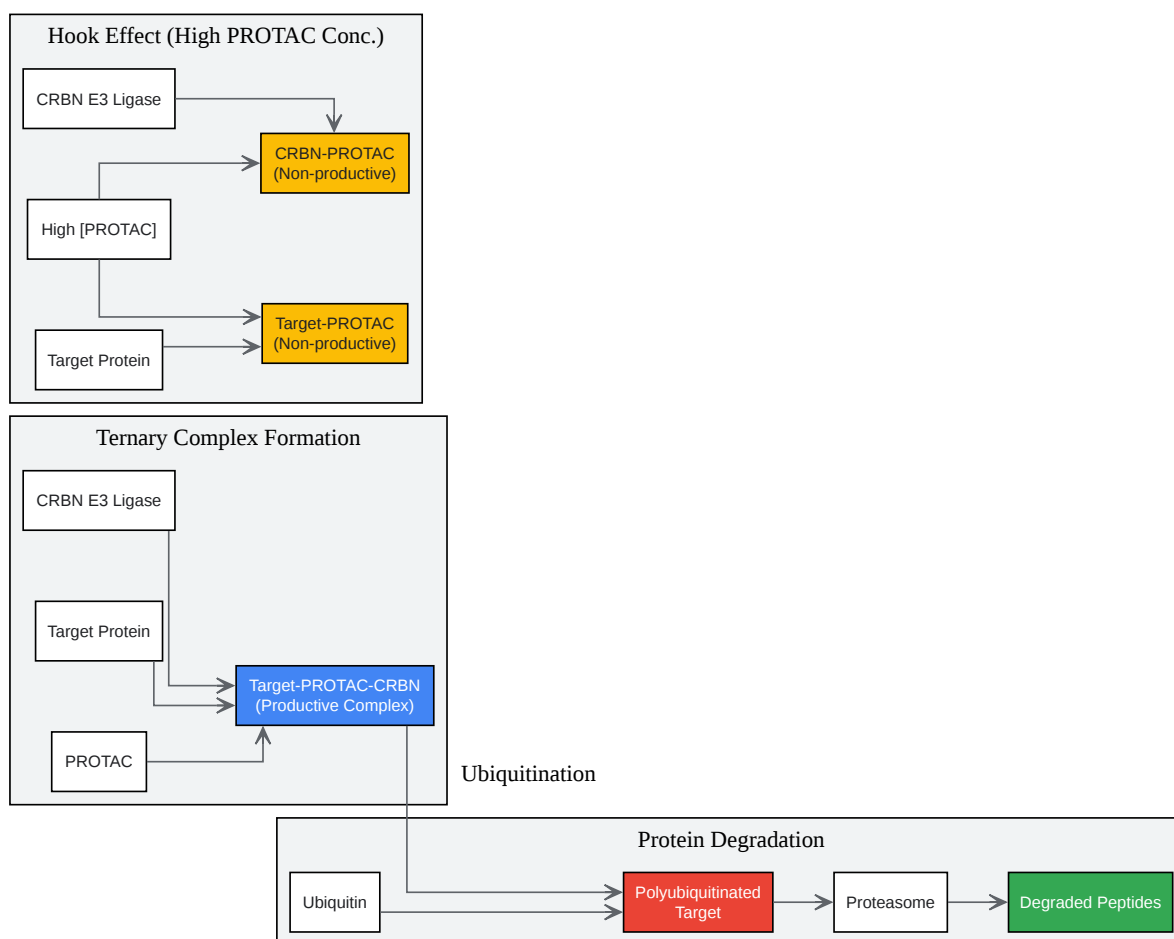 Hook Effect (High PROTAC Conc.)
CRBN E3 Ligase
CRBN-PROTAC
(Non-productive)
High [PROTAC]
Target-PROTAC
(Non-productive)
Target Protein
Ternary Complex Formation
CRBN E3 Ligase
Target Protein
Target-PROTAC-CRBN
(Productive Complex)
PROTAC
Ubiquitination
Protein Degradation
Ubiquitin
Polyubiquitinated
Target
Proteasome
Degraded Peptides